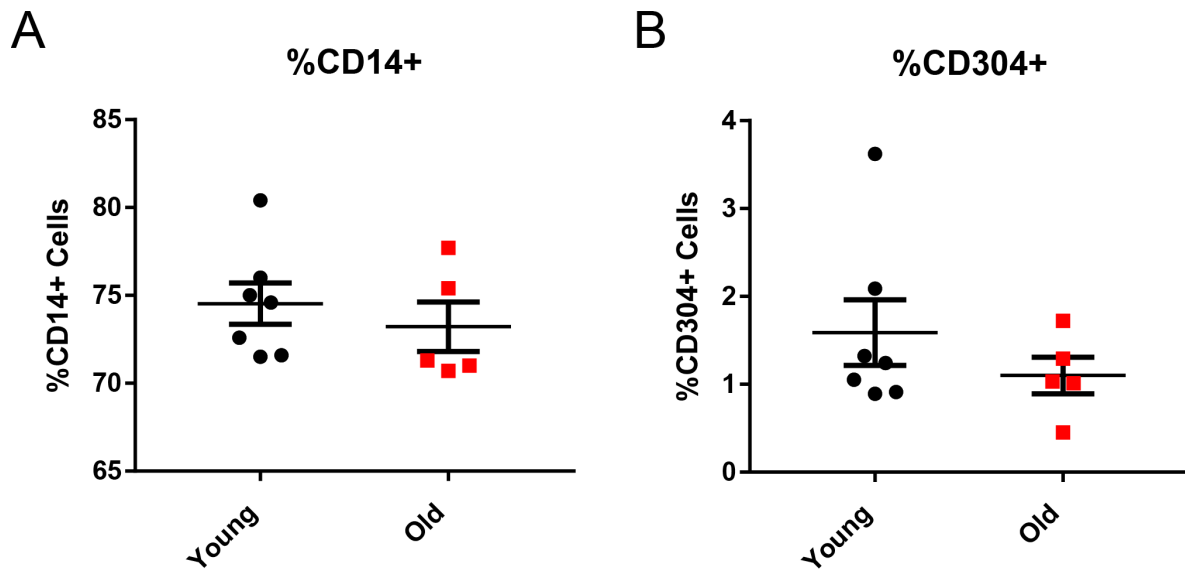 A
%CD14+
%CD14+ Cells
85
80
75
70
65
Young
Old
B
%CD304+
%CD304+ Cells
4
3
2
1
0
Young
Old